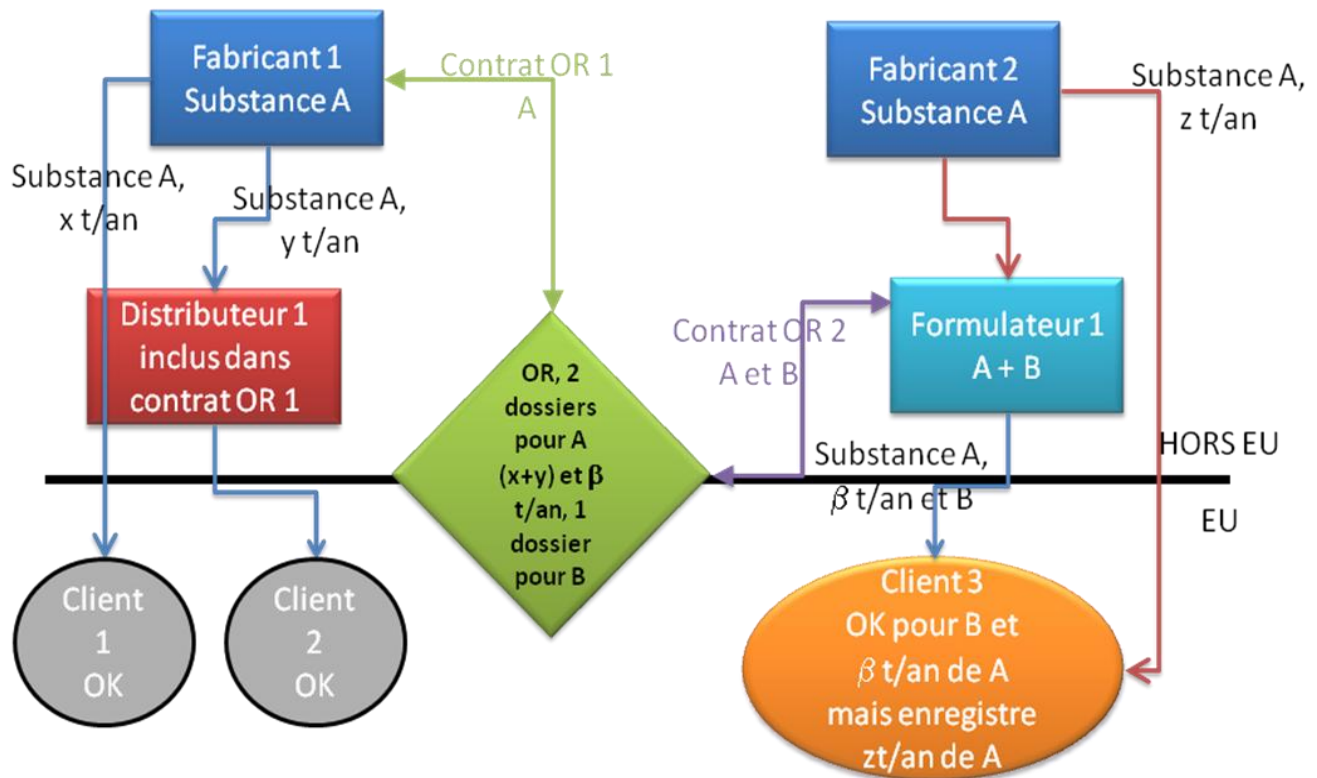 Fabricant 1
Substance A
Contrat OR 1
A
Fabricant 2
Substance A
Substance A,
z t/an
Substance A,
x t/an
Substance A,
y t/an
Distributeur 1
inclus dans
contrat OR 1
OR, 2
dossiers
pour A
(x+y) et β
t/an, 1
dossier
pour B
Contrat OR 2
A et B
Formulateur 1
A + B
Substance A,
β t/an et B
HORS EU
EU
Client
1
OK
Client
2
OK
Client 3
OK pour B et
β t/an de A
mais enregistre
zt/an de A